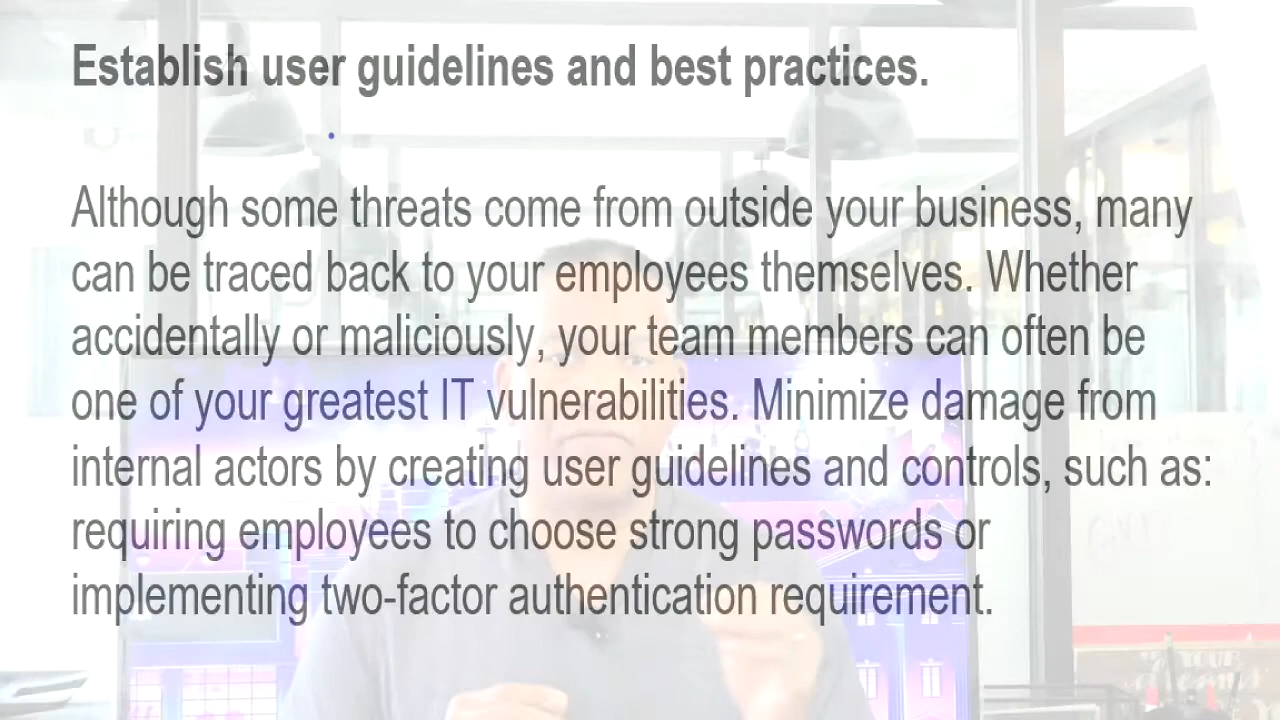 Establish user guidelines and best practices.
Although some threats come from outside your business, many
can be traced back to your employees themselves. Whether
accidentally or maliciously, your team members can often be
one of your greatest IT vulnerabilities. Minimize damage from
internal actors by creating user guidelines and controls, such as:
requiring employees to choose strong passwords or
implementing two-factor authentication requirement.
YOUR